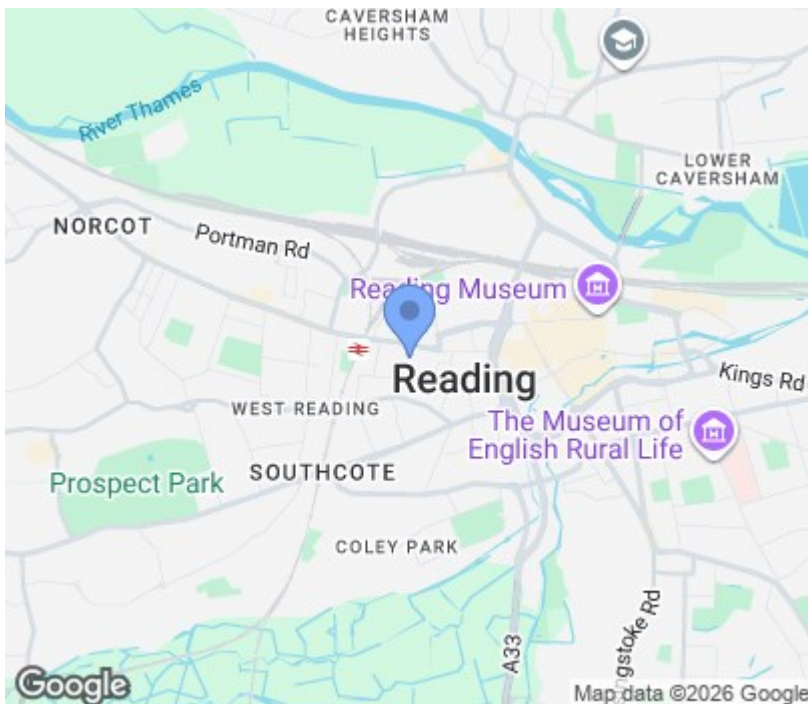 CAVERSHAM
HEIGHTS
River Thames
LOWER
CAVERSHAM
NORCOT
Portman Rd
Reading Museum
Reading
Kings Rd
WEST READING
The Museum of
English Rural Life
SOUTHCOTE
Prospect Park
COLEY PARK
A33
ngstoke Rd
Google
Map data ©2026 Google